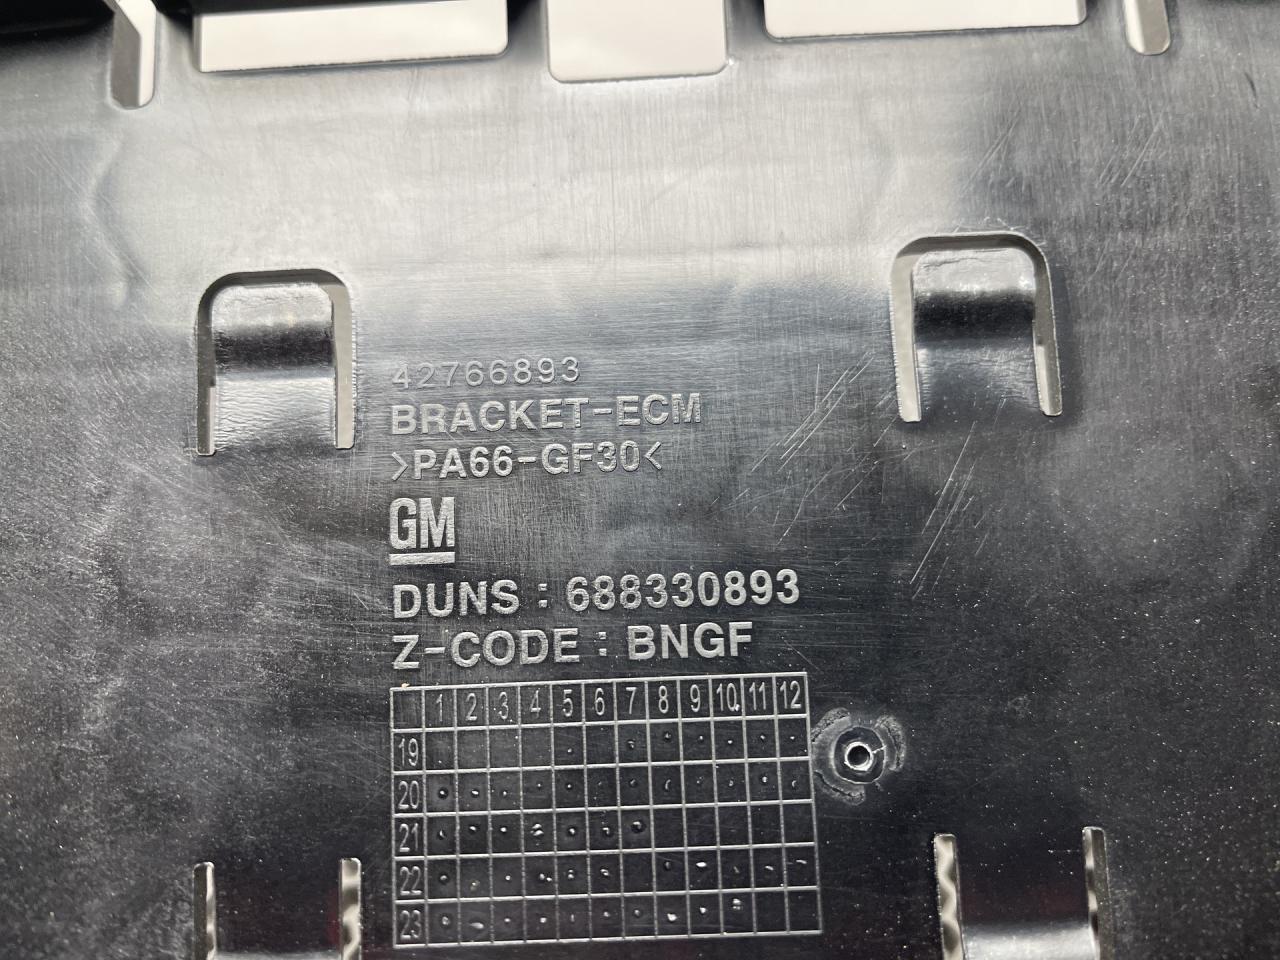 42766893
BRACKET-ECM
>PA66-GF30<
GM
DUNS : 688330893
Z-CODE : BNGF
1 2 3 4 5 6 7 8 9 10 11 12
19
20
21
22
23